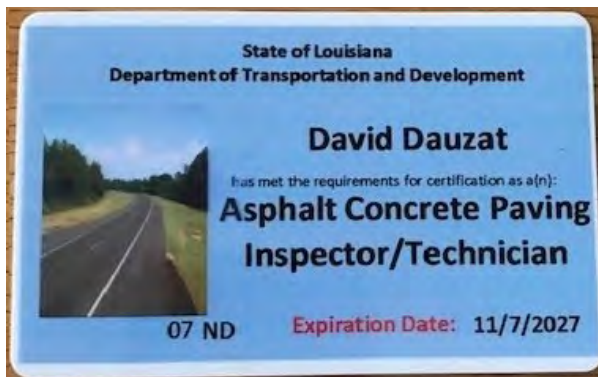 State of Louisiana
Department of Transportation and Development
David Dauzat
has met the requirements for certification as a(n):
Asphalt Concrete Paving
Inspector/Technician
07 ND
Expiration Date: 11/7/2027